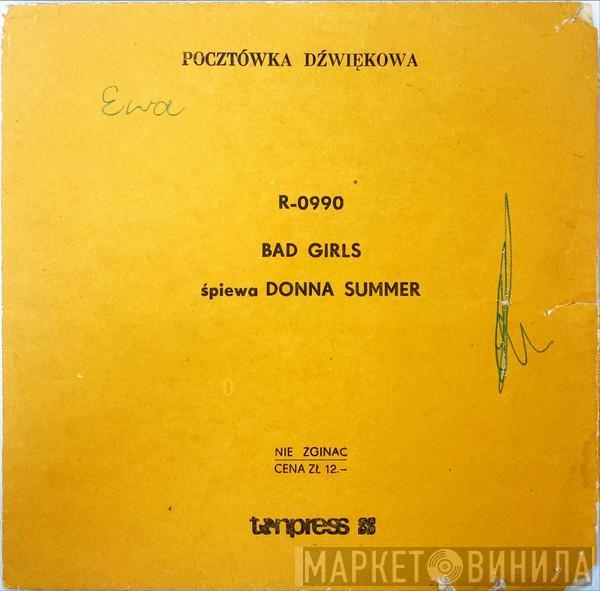 POCZTÓWKA DŹWIĘKOWA
Ewa
R-0990
BAD GIRLS
śpiewa DONNA SUMMER
NIE ZGINAC
CENA ZŁ 12.–
tonpress
МАРКЕТ ВИНИЛА